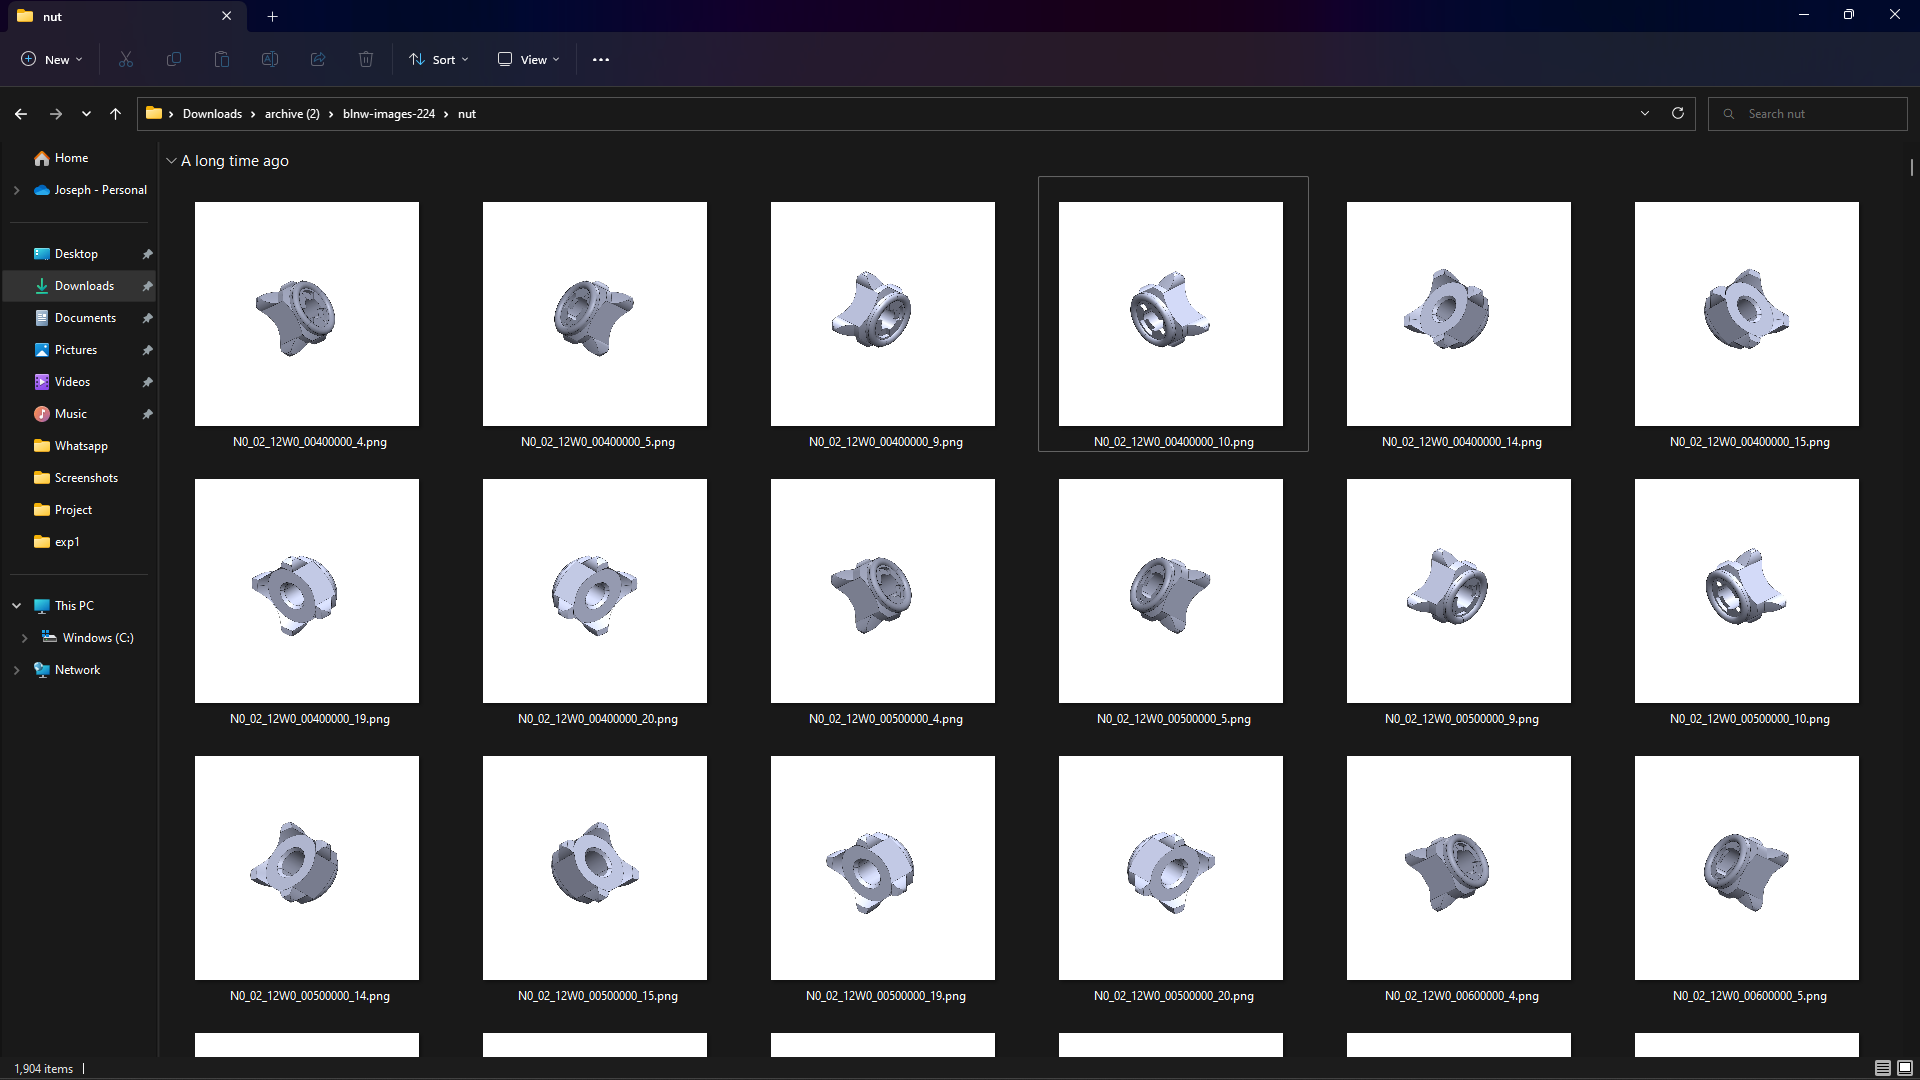 nut
New
Sort
View
Downloads
archive (2)
blnw-images-224
nut
Search nut
Home
Joseph - Personal
Desktop
Downloads
Documents
Pictures
Videos
Music
Whatsapp
Screenshots
Project
exp1
This PC
Windows (C:)
Network
A long time ago
N0_02_12W0_00400000_4.png
N0_02_12W0_00400000_5.png
N0_02_12W0_00400000_9.png
N0_02_12W0_00400000_10.png
N0_02_12W0_00400000_14.png
N0_02_12W0_00400000_15.png
N0_02_12W0_00400000_19.png
N0_02_12W0_00400000_20.png
N0_02_12W0_00500000_4.png
N0_02_12W0_00500000_5.png
N0_02_12W0_00500000_9.png
N0_02_12W0_00500000_10.png
N0_02_12W0_00500000_14.png
N0_02_12W0_00500000_15.png
N0_02_12W0_00500000_19.png
N0_02_12W0_00500000_20.png
N0_02_12W0_00600000_4.png
N0_02_12W0_00600000_5.png
1,904 items